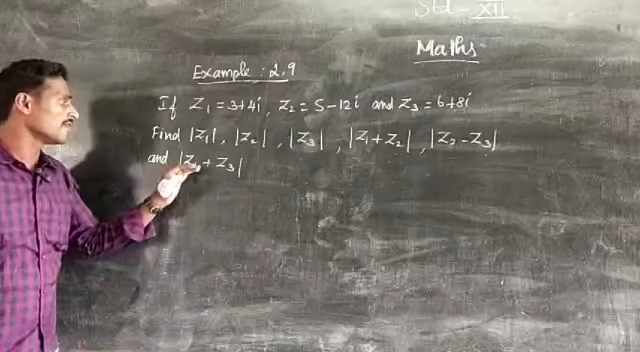 Std - XII
Maths
Example : 2.9
If Z₁ = 3+4i, Z₂ = 5-12i and Z₃ = 6+8i
Find |Z₁|, |Z₂|, |Z₃|, |Z₁+Z₂|, |Z₂-Z₃|
and |Z₁+Z₃|